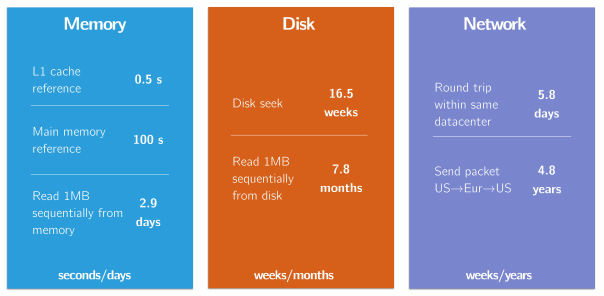 Memory
L1 cache
reference
0.5 s
Main memory
reference
100 s
Read 1MB
sequentially from
memory
2.9
days
seconds/days
Disk
Disk seek
16.5
weeks
Read 1MB
sequentially
from disk
7.8
months
weeks/months
Network
Round trip
within same
datacenter
5.8
days
Send packet
US→Eur→US
4.8
years
weeks/years